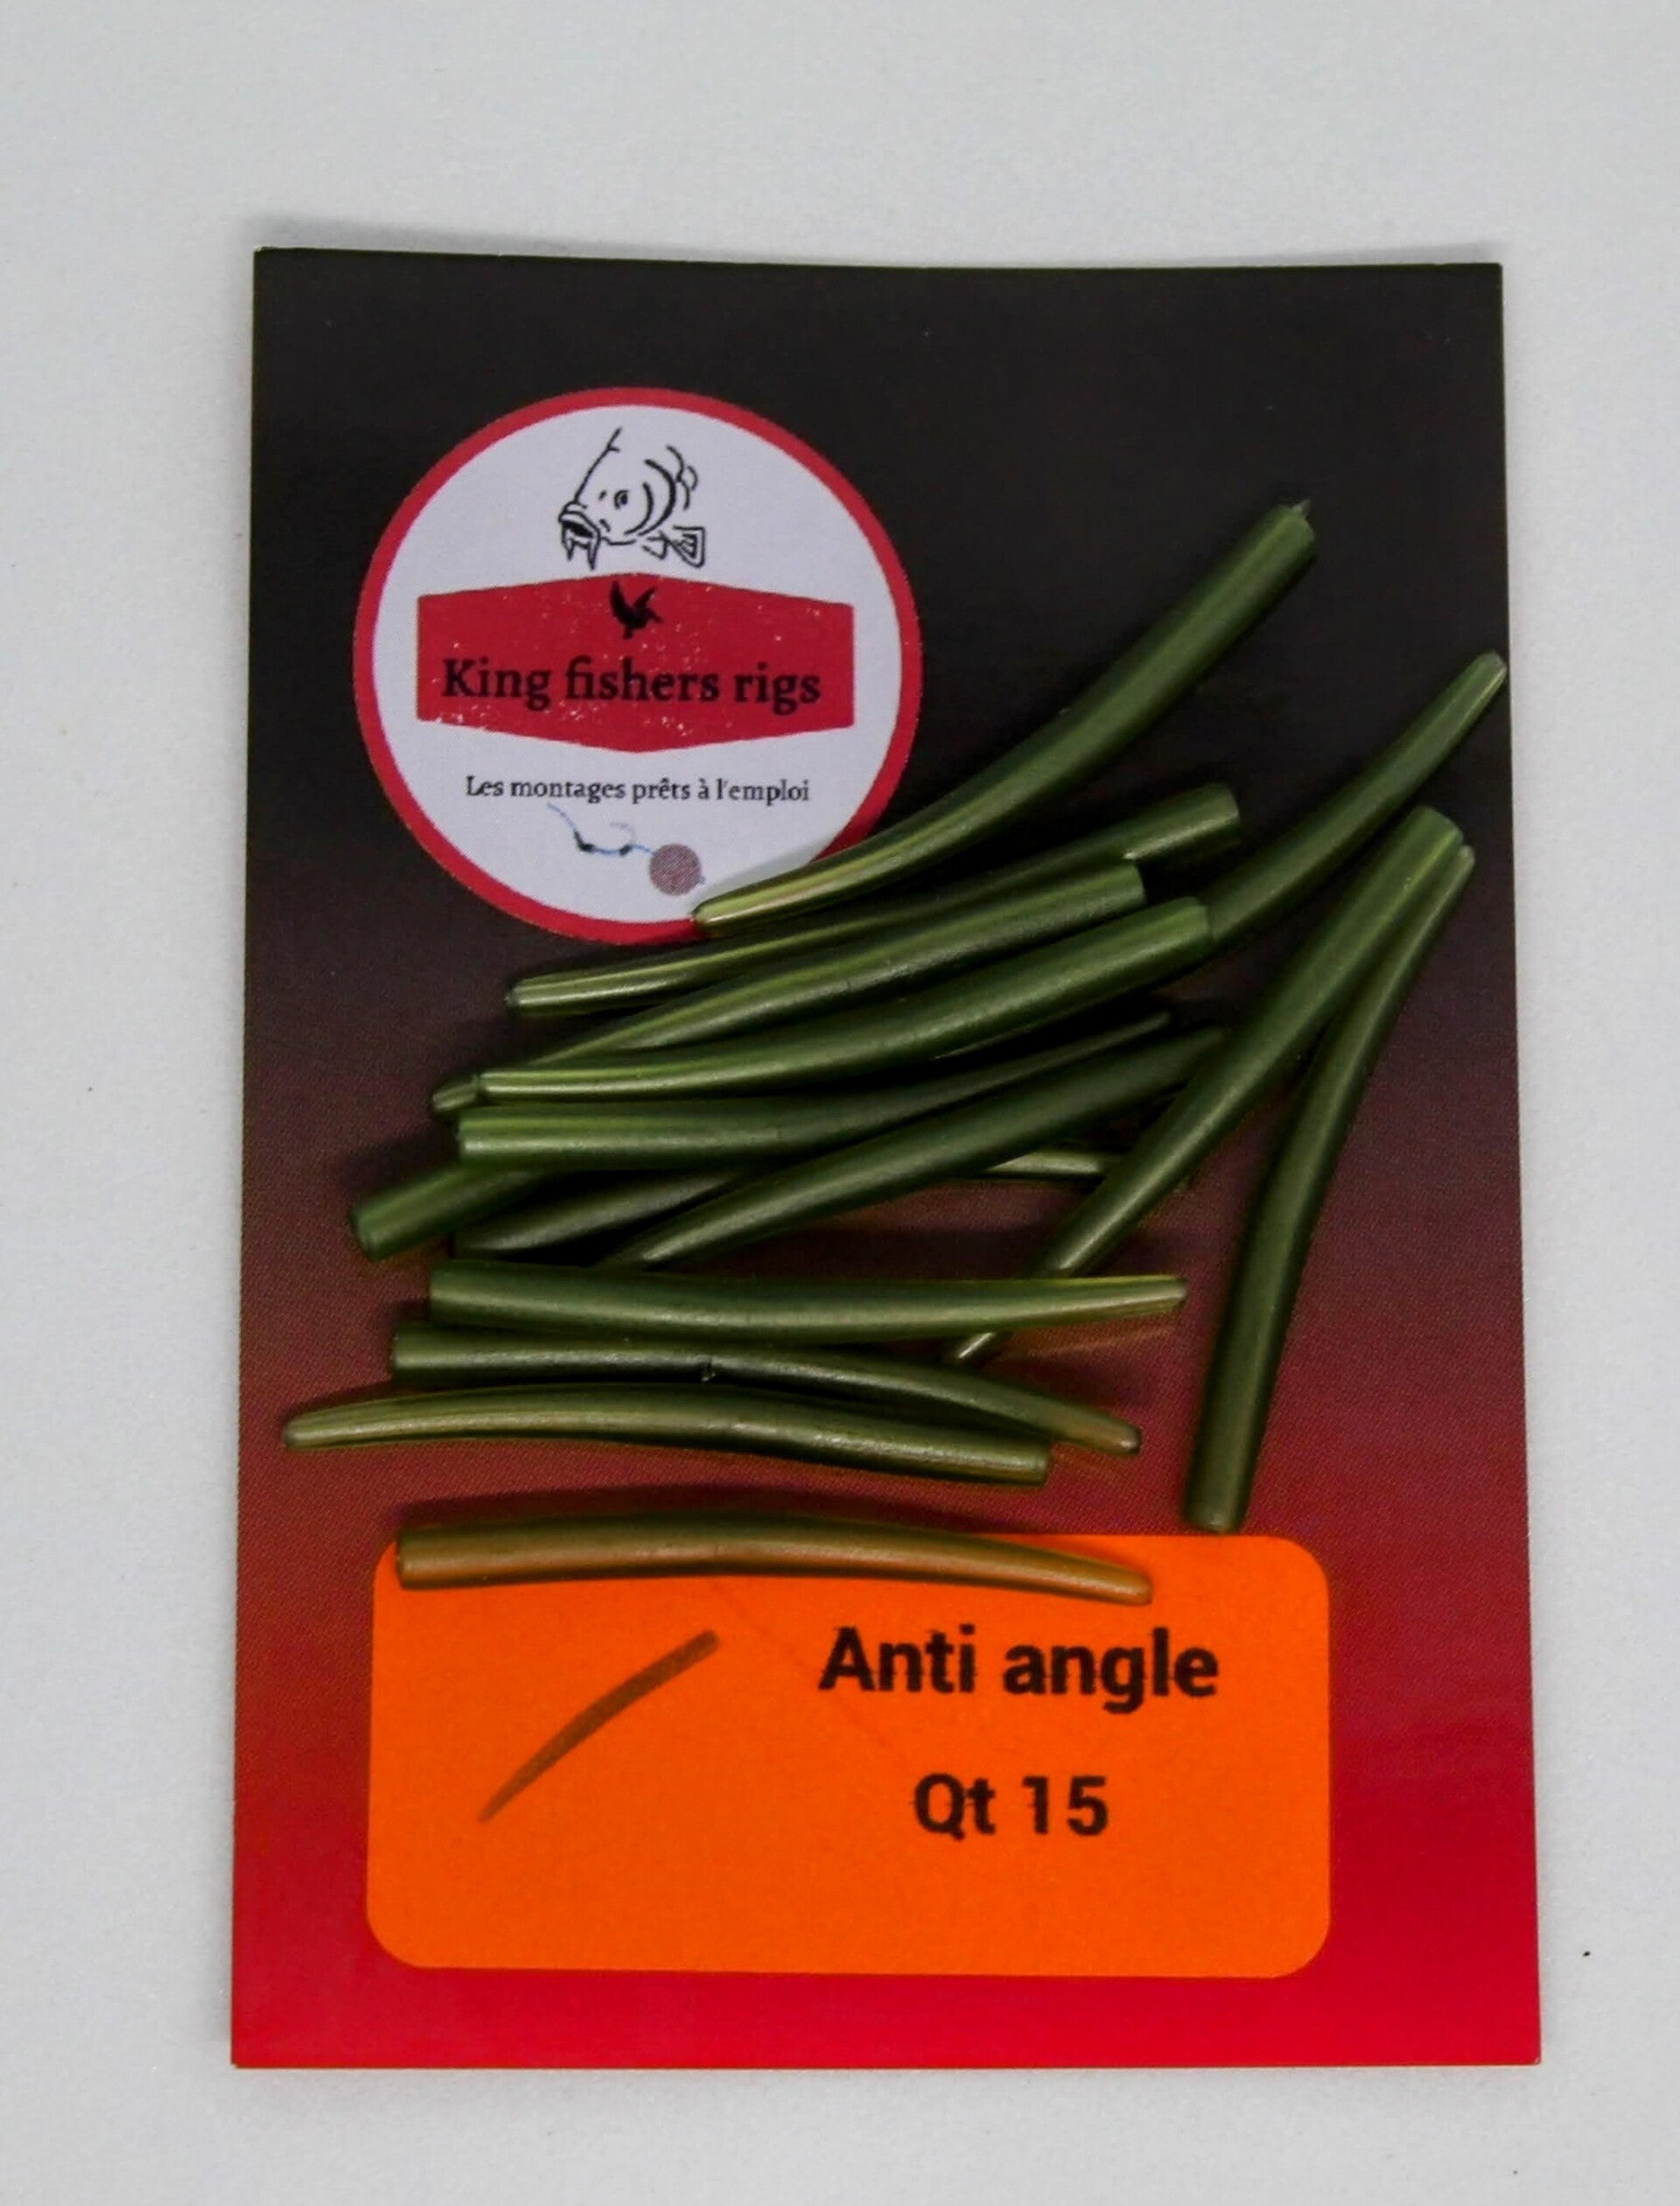 King fishers rigs
Les montages prêts à l'emploi
Anti angle
Qt 15